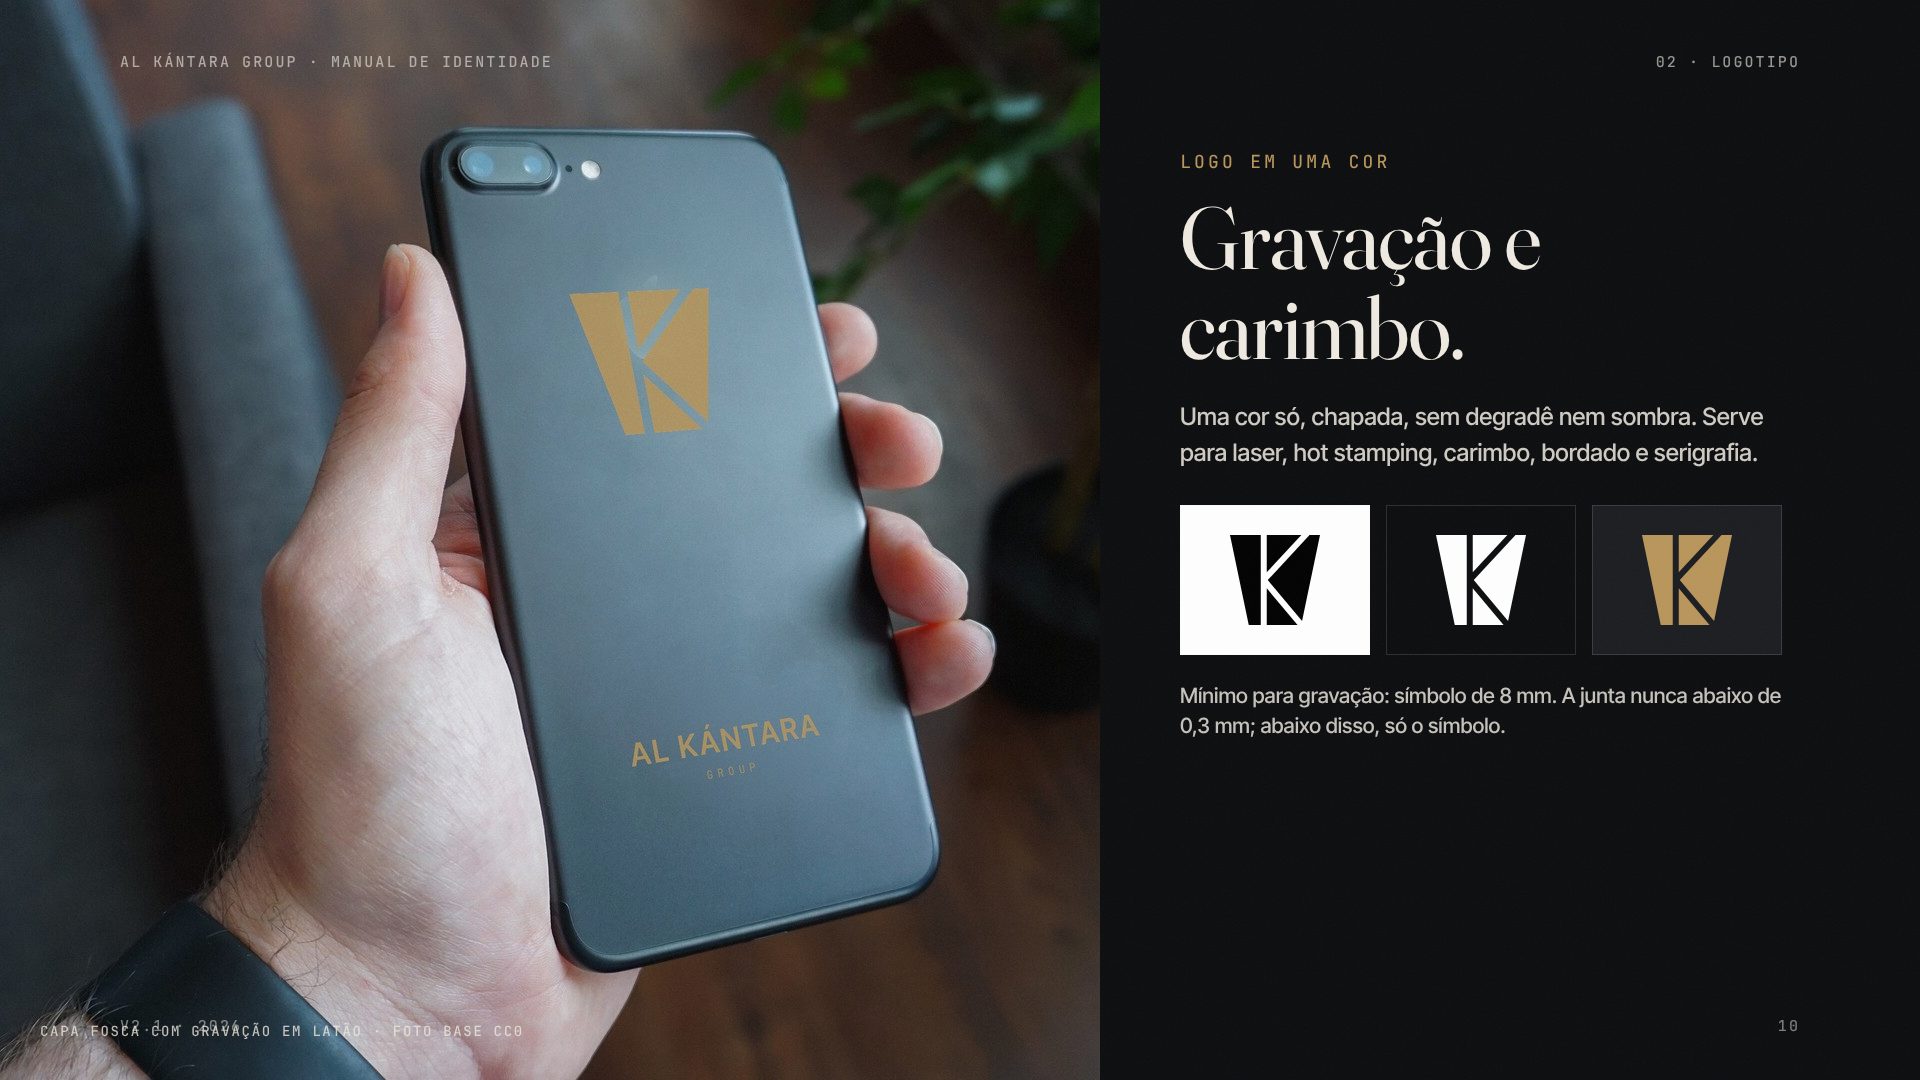 AL KÁNTARA GROUP · MANUAL DE IDENTIDADE
02 · LOGOTIPO
AL KÁNTARA
GROUP
LOGO EM UMA COR
Gravação e
carimbo.
Uma cor só, chapada, sem degradê nem sombra. Serve
para laser, hot stamping, carimbo, bordado e serigrafia.
K
K
K
Mínimo para gravação: símbolo de 8 mm. A junta nunca abaixo de
0,3 mm; abaixo disso, só o símbolo.
CAPA FOSCA COM GRAVAÇÃO EM LATÃO · FOTO BASE CC0
10